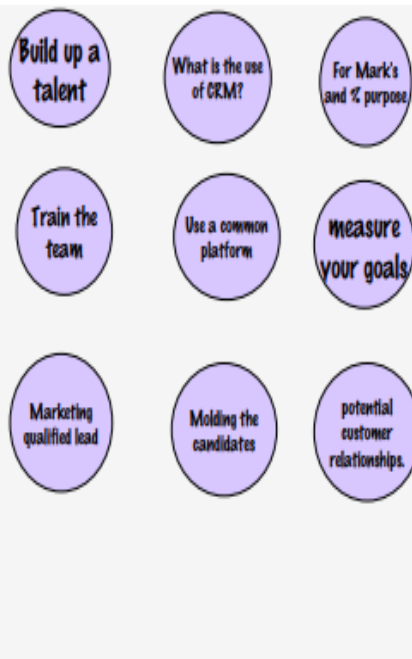 Build up a
talent
What is the use
of CRM?
For Mark's
and % purpose
Train the
team
Use a common
platform
measure
your goals
Marketing
qualified lead
Molding the
candidates
potential
customer
relationships.